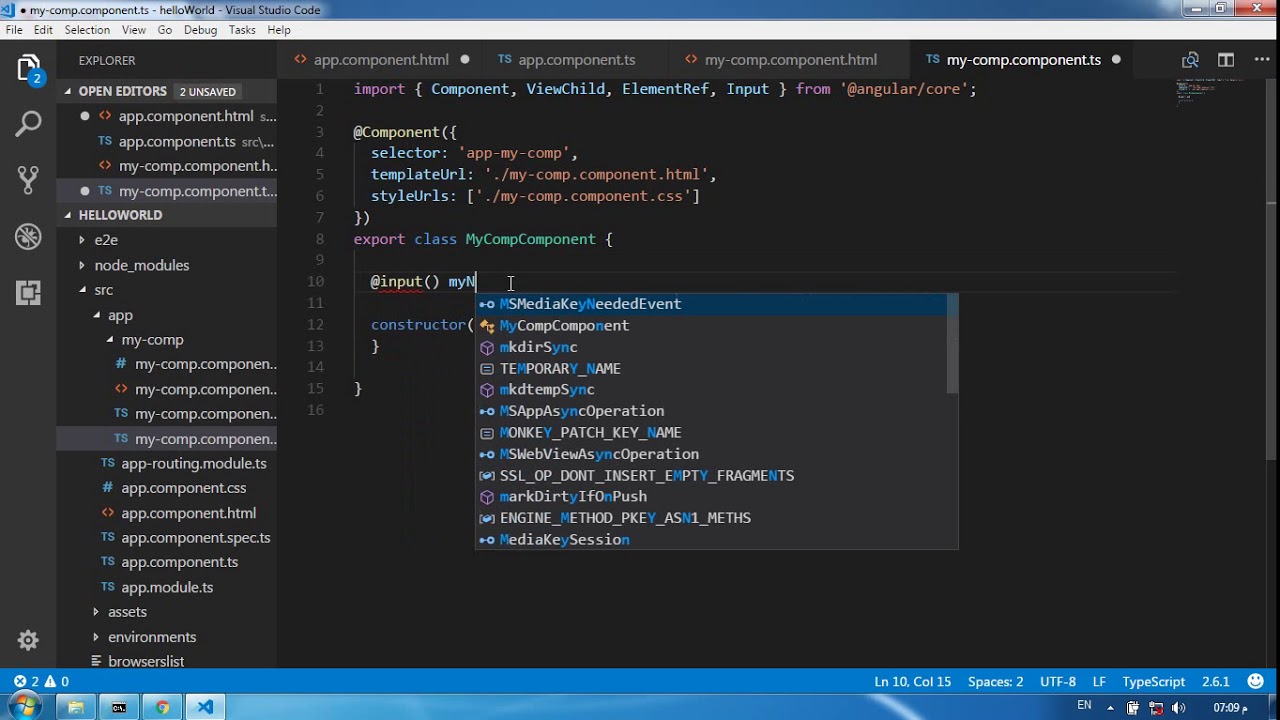 ● my-comp.component.ts - helloWorld - Visual Studio Code
File Edit Selection View Go Debug Tasks Help
EXPLORER
OPEN EDITORS 2 UNSAVED
app.component.html s...
TS app.component.ts src\...
<> my-comp.component.h...
TS my-comp.component.t...
HELLOWORLD
e2e
node_modules
src
app
my-comp
# my-comp.componen...
<> my-comp.componen...
TS my-comp.componen...
TS my-comp.componen...
TS app-routing.module.ts
# app.component.css
<> app.component.html
TS app.component.spec.ts
TS app.component.ts
TS app.module.ts
assets
environments
browserslist
2
<> app.component.html ● TS app.component.ts <> my-comp.component.html TS my-comp.component.ts ●
1 import { Component, ViewChild, ElementRef, Input } from '@angular/core';
2
3 @Component({
4 selector: 'app-my-comp',
5 templateUrl: './my-comp.component.html',
6 styleUrls: ['./my-comp.component.css']
7 })
8 export class MyCompComponent {
9
10 @input() myN
11
12 constructor(
13 }
14
15 }
16
MSMediaKeyNeededEvent
MyCompComponent
mkdirSync
TEMPORARY_NAME
mkdtempSync
MSAppAsyncOperation
MONKEY_PATCH_KEY_NAME
MSWebViewAsyncOperation
SSL_OP_DONT_INSERT_EMPTY_FRAGMENTS
markDirtyIfOnPush
ENGINE_METHOD_PKEY_ASN1_METHS
MediaKeySession
2 0 Ln 10, Col 15 Spaces: 2 UTF-8 LF TypeScript 2.6.1
EN 07:09 م